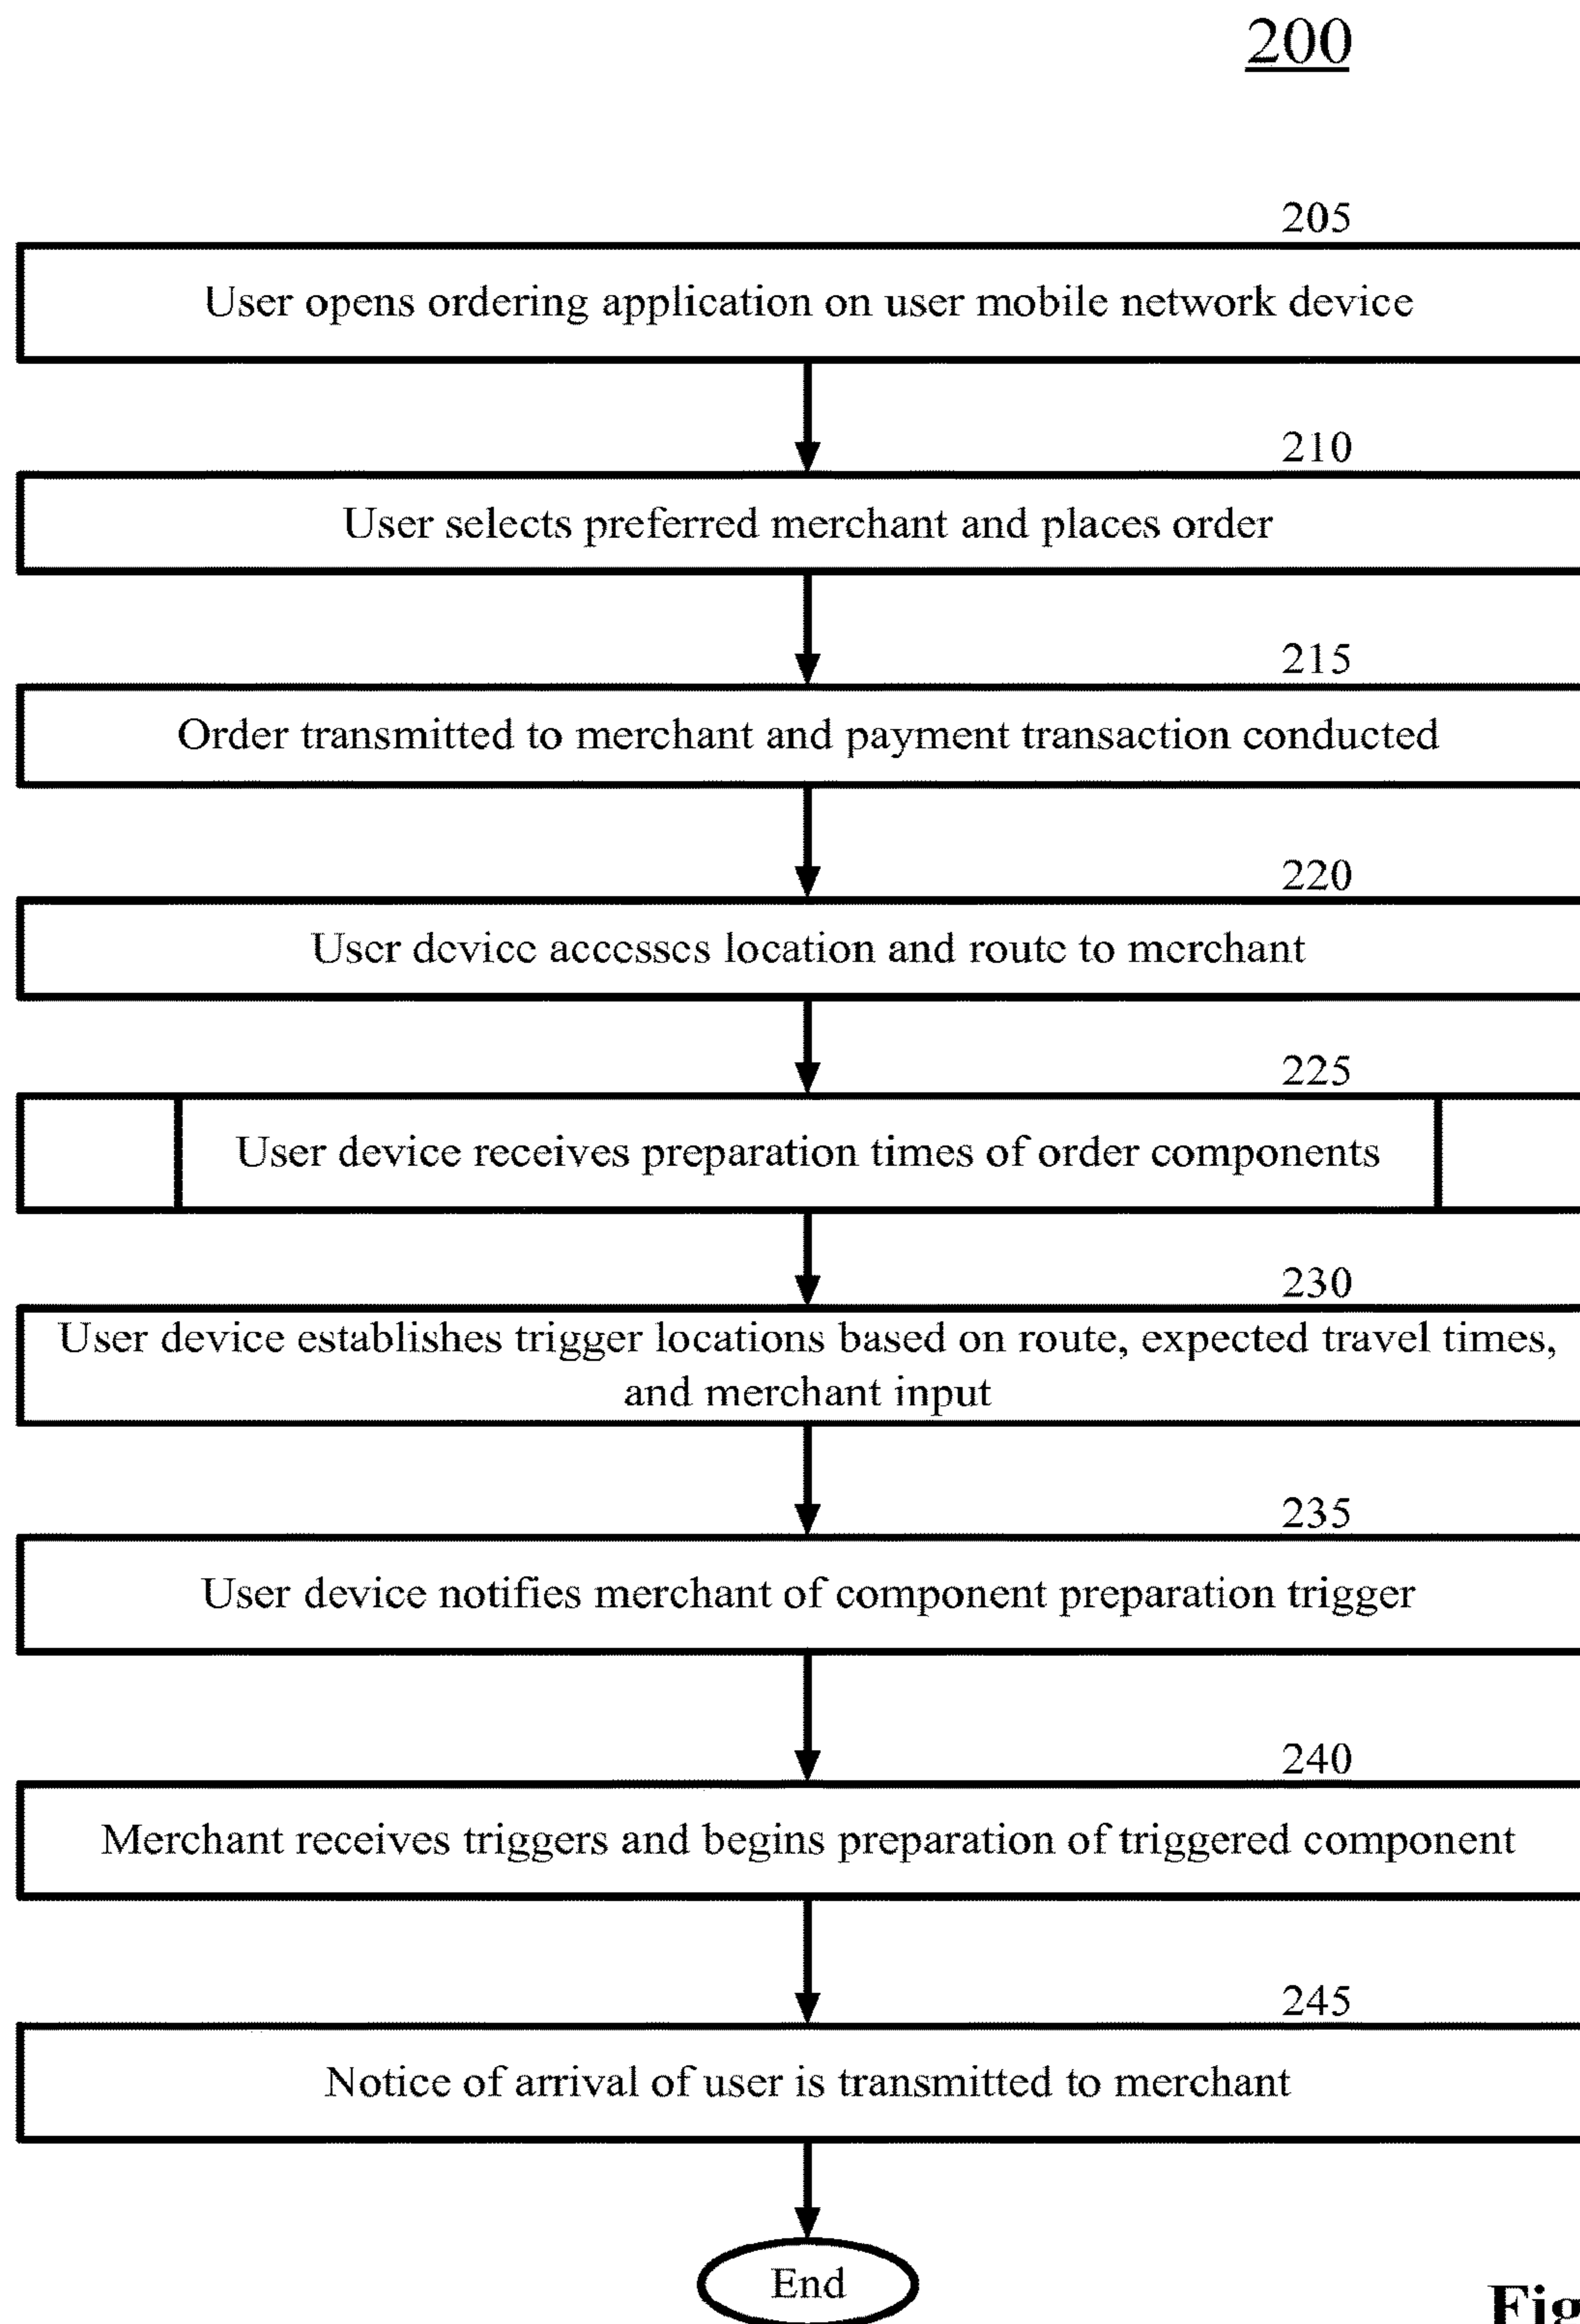 200
205
User opens ordering application on user mobile network device
210
User selects preferred merchant and places order
215
Order transmitted to merchant and payment transaction conducted
220
User device accesses location and route to merchant
225
User device receives preparation times of order components
230
User device establishes trigger locations based on route, expected travel times,
and merchant input
235
User device notifies merchant of component preparation trigger
240
Merchant receives triggers and begins preparation of triggered component
245
Notice of arrival of user is transmitted to merchant
End
Fig